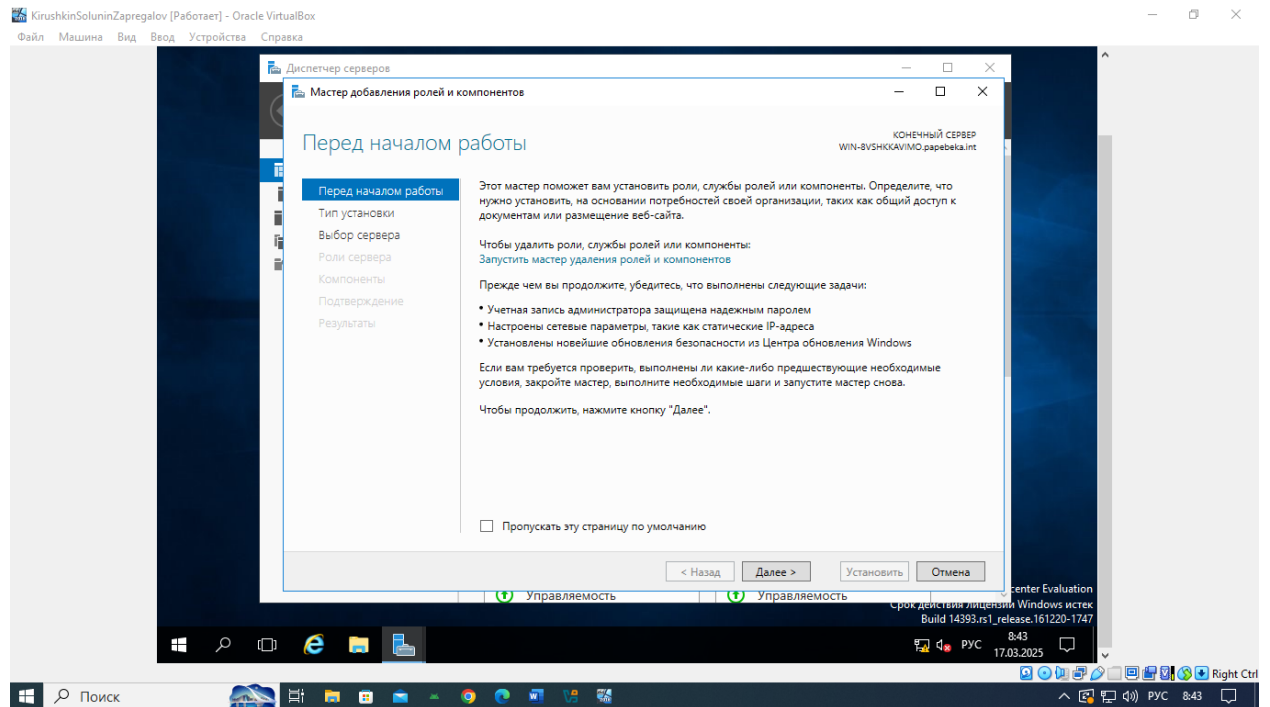 KirushkinSoluninZapregalov [Работает] - Oracle VirtualBox
Файл Машина Вид Ввод Устройства Справка
Диспетчер серверов
Мастер добавления ролей и компонентов
Перед началом работы
КОНЕЧНЫЙ СЕРВЕР
WIN-8VSHKKAVIMO.papebeka.int
Перед началом работы
Тип установки
Выбор сервера
Роли сервера
Компоненты
Подтверждение
Результаты
Этот мастер поможет вам установить роли, службы ролей или компоненты. Определите, что
нужно установить, на основании потребностей своей организации, таких как общий доступ к
документам или размещение веб-сайта.
Чтобы удалить роли, службы ролей или компоненты:
Запустить мастер удаления ролей и компонентов
Прежде чем вы продолжите, убедитесь, что выполнены следующие задачи:
• Учетная запись администратора защищена надежным паролем
• Настроены сетевые параметры, такие как статические IP-адреса
• Установлены новейшие обновления безопасности из Центра обновления Windows
Если вам требуется проверить, выполнены ли какие-либо предшествующие необходимые
условия, закройте мастер, выполните необходимые шаги и запустите мастер снова.
Чтобы продолжить, нажмите кнопку "Далее".
Пропускать эту страницу по умолчанию
< Назад Далее > Установить Отмена
Управляемость Управляемость
center Evaluation
Срок действия лицензии Windows истек
Build 14393.rs1_release.161220-1747
РУС 8:43
17.03.2025
Right Ctrl
Поиск
РУС 8:43